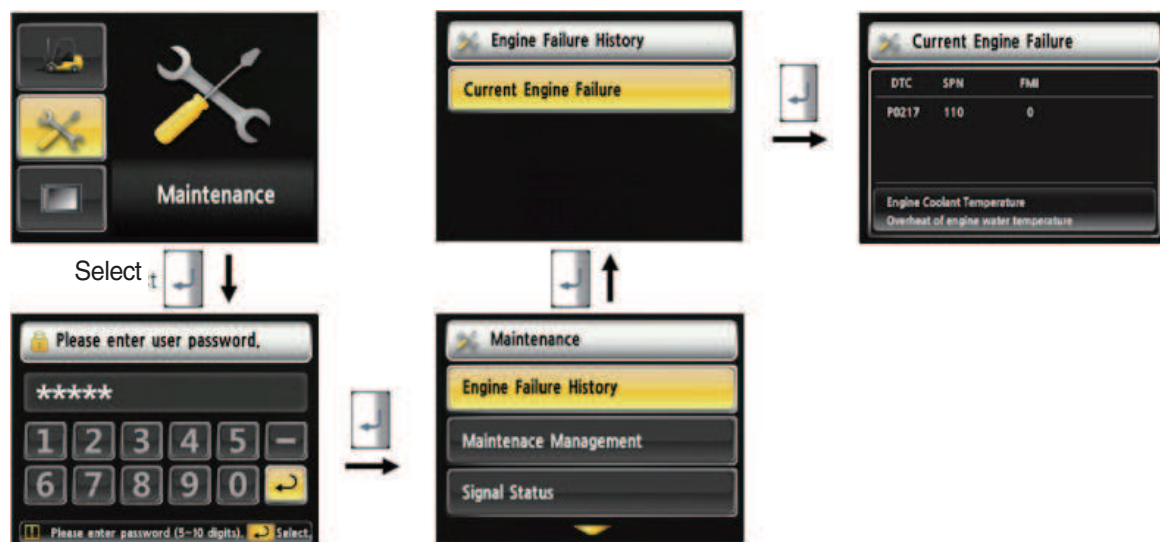 Maintenance
Select
Please enter user password.
*****
1 2 3 4 5 -
6 7 8 9 0
Please enter password (5~10 digits). Select.
Maintenance
Engine Failure History
Maintenace Management
Signal Status
Engine Failure History
Current Engine Failure
Current Engine Failure
DTC SPN FMI
P0217 110 0
Engine Coolant Temperature
Overheat of engine water temperature